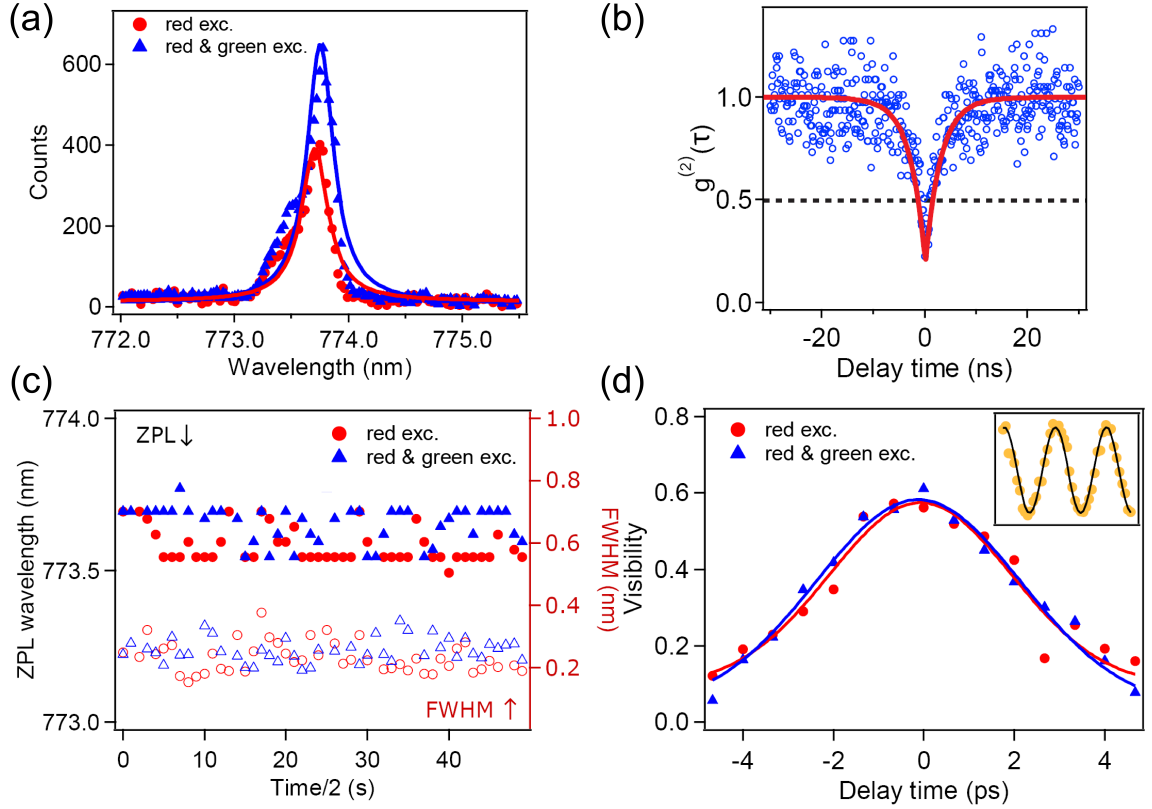 (a)
red exc.
red & green exc.
600
400
200
0
Counts
772.0 773.0 774.0 775.0
Wavelength (nm)
(b)
1.0
0.5
0.0
g(2)(τ)
-20 0 20
Delay time (ns)
(c)
ZPL↓
red exc.
red & green exc.
774.0
773.5
773.0
ZPL wavelength (nm)
1.0
0.8
0.6
0.4
0.2
FWHM (nm)
FWHM ↑
0 10 20 30 40
Time/2 (s)
(d)
red exc.
red & green exc.
0.8
0.6
0.4
0.2
0.0
Visibility
-4 -2 0 2 4
Delay time (ps)